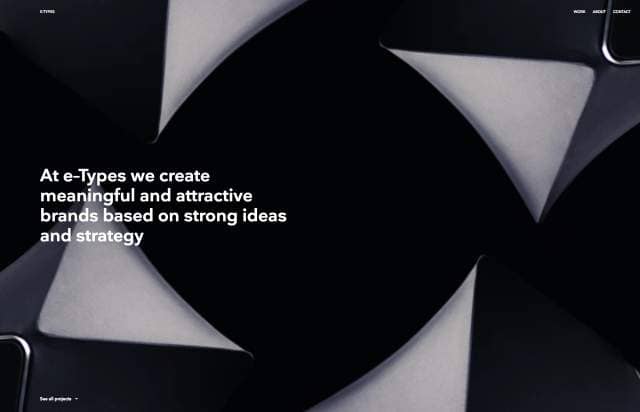 E-TYPES
WORK ABOUT CONTACT
At e-Types we create
meaningful and attractive
brands based on strong ideas
and strategy
See all projects